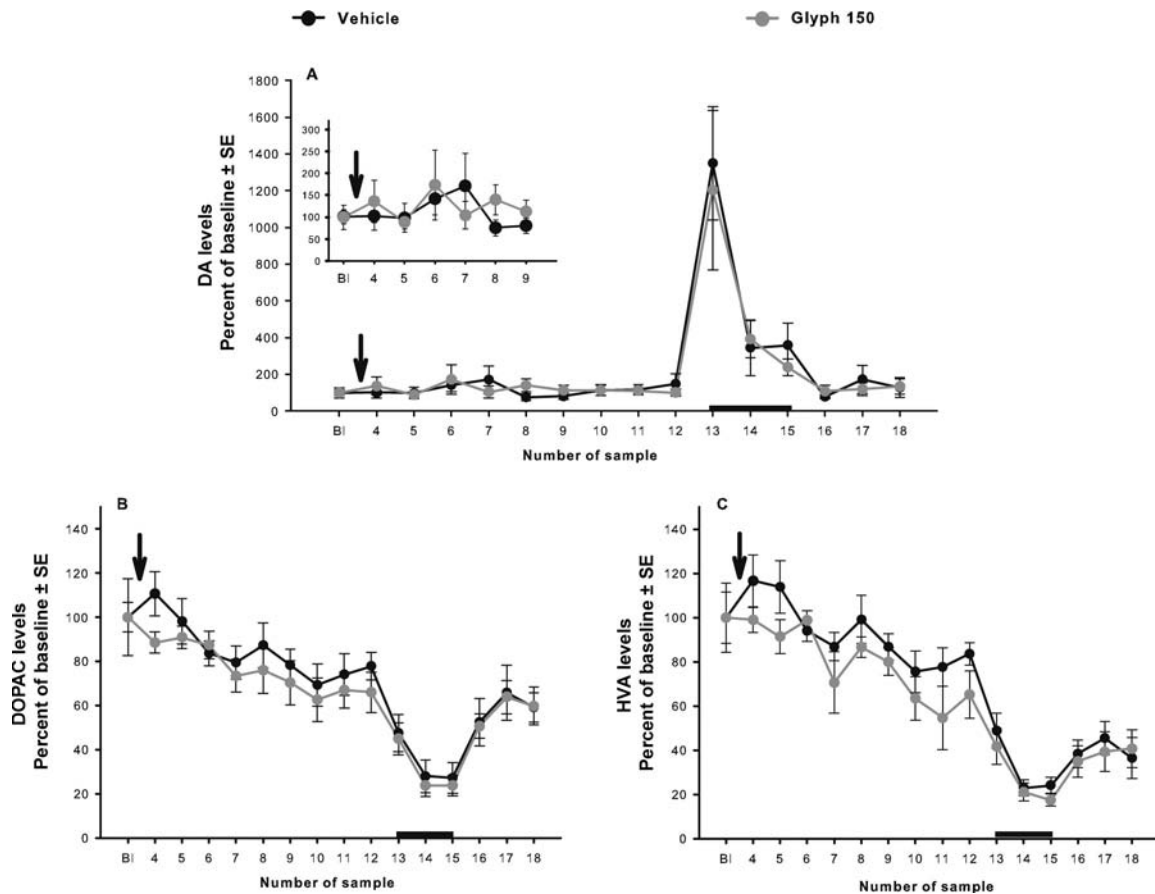 Vehicle
Glyph 150
A
DA levels
Percent of baseline ± SE
1800
1600
1400
1200
1000
800
600
400
200
0
300
250
200
150
100
50
0
BI 4 5 6 7 8 9
BI 4 5 6 7 8 9 10 11 12 13 14 15 16 17 18
Number of sample
B
DOPAC levels
Percent of baseline ± SE
140
120
100
80
60
40
20
0
BI 4 5 6 7 8 9 10 11 12 13 14 15 16 17 18
Number of sample
C
HVA levels
Percent of baseline ± SE
140
120
100
80
60
40
20
0
BI 4 5 6 7 8 9 10 11 12 13 14 15 16 17 18
Number of sample